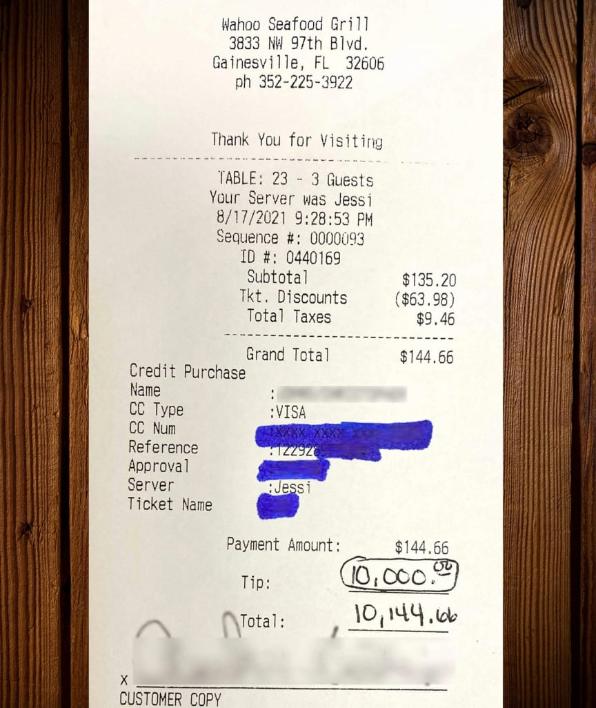 Wahoo Seafood Grill
3833 NW 97th Blvd.
Gainesville, FL 32606
ph 352-225-3922
Thank You for Visiting
TABLE: 23 - 3 Guests
Your Server was Jessi
8/17/2021 9:28:53 PM
Sequence #: 0000093
ID #: 0440169
Subtotal $135.20
Tkt. Discounts ($63.98)
Total Taxes $9.46
Grand Total $144.66
Credit Purchase
Name :
CC Type :VISA
CC Num
Reference :122926
Approval
Server :Jessi
Ticket Name
Payment Amount: $144.66
Tip: 10,000.00
Total: 10,144.66
x
CUSTOMER COPY